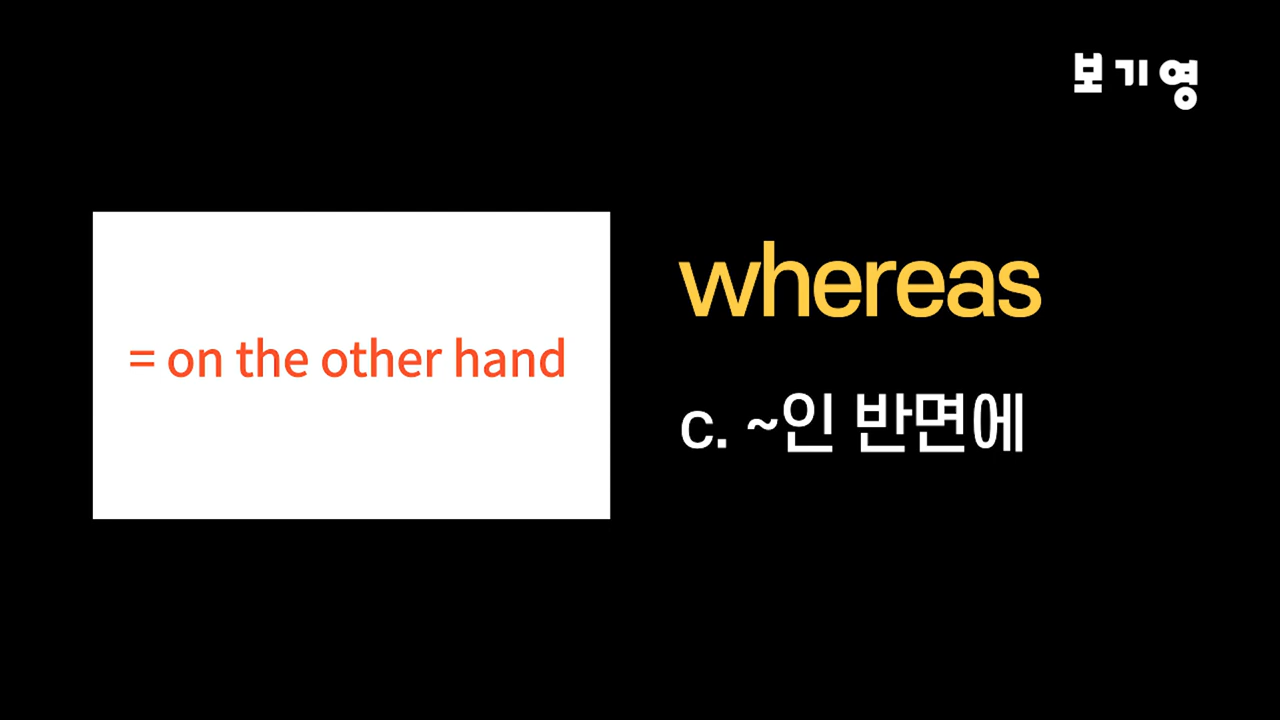 보기영
= on the other hand
whereas
c. ~인 반면에